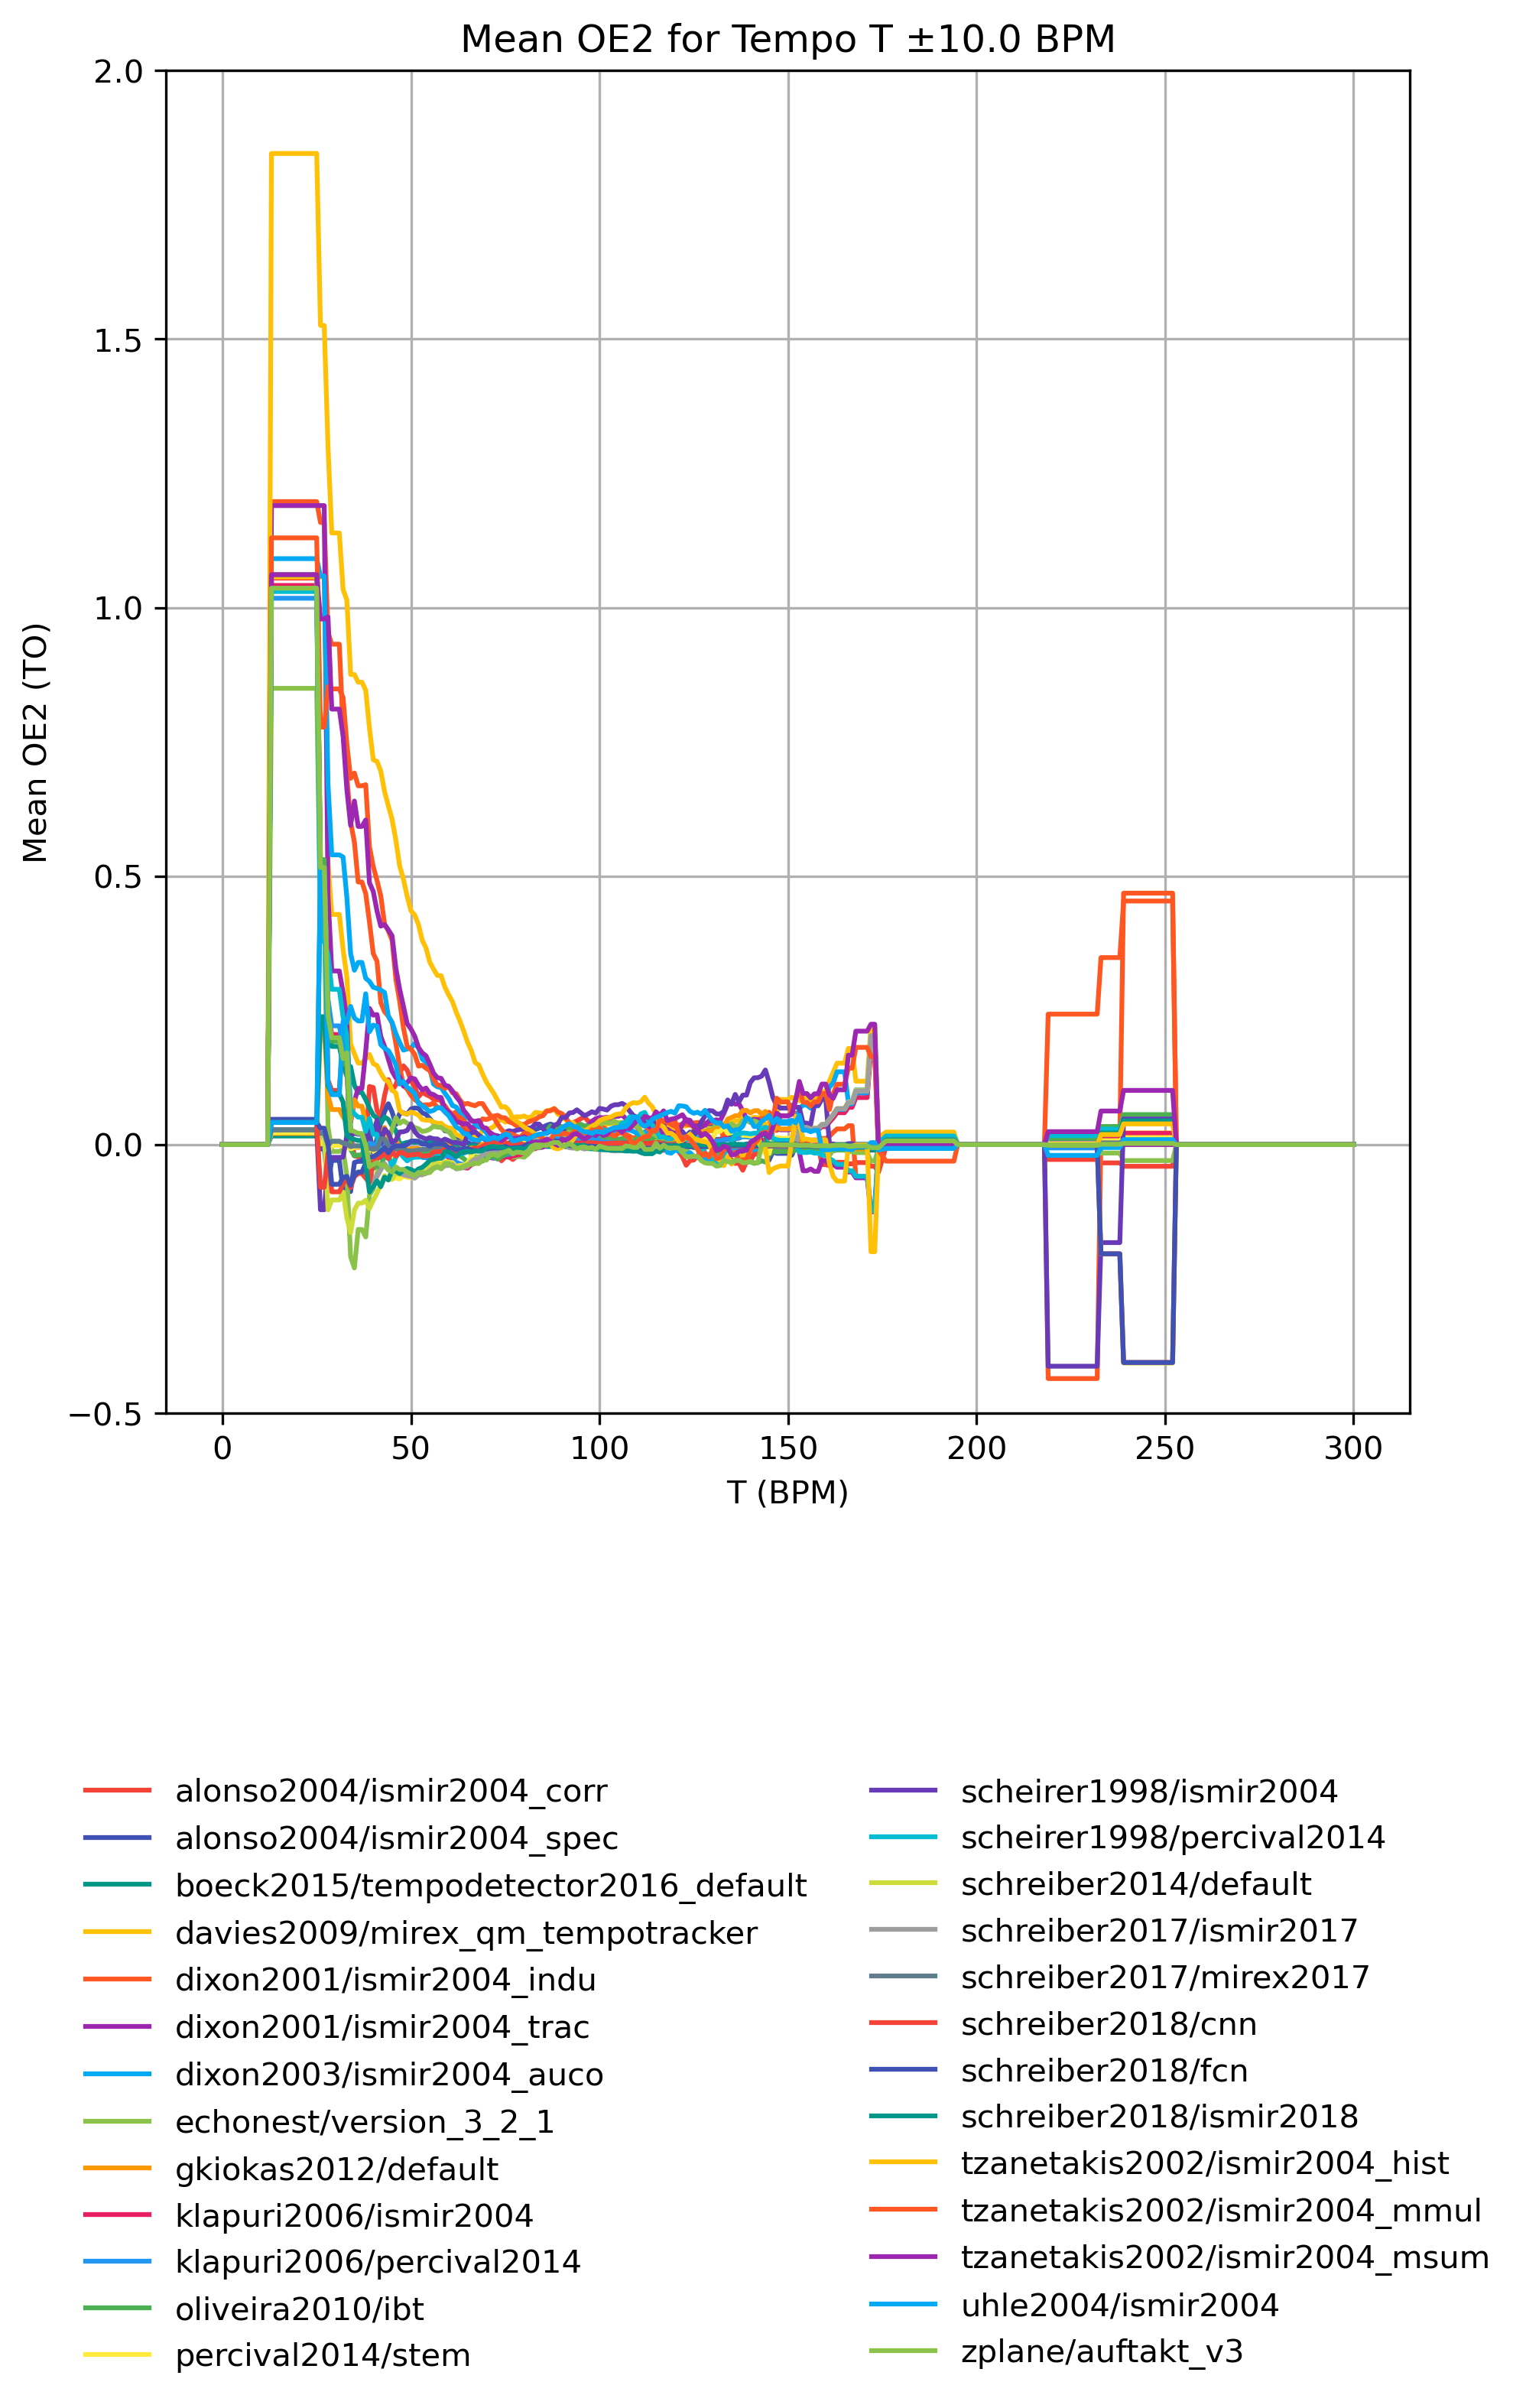 Mean OE2 for Tempo T ±10.0 BPM
2.0
1.5
1.0
0.5
0.0
−0.5
Mean OE2 (TO)
0 50 100 150 200 250 300
T (BPM)
alonso2004/ismir2004_corr
alonso2004/ismir2004_spec
boeck2015/tempodetector2016_default
davies2009/mirex_qm_tempotracker
dixon2001/ismir2004_indu
dixon2001/ismir2004_trac
dixon2003/ismir2004_auco
echonest/version_3_2_1
gkiokas2012/default
klapuri2006/ismir2004
klapuri2006/percival2014
oliveira2010/ibt
percival2014/stem
scheirer1998/ismir2004
scheirer1998/percival2014
schreiber2014/default
schreiber2017/ismir2017
schreiber2017/mirex2017
schreiber2018/cnn
schreiber2018/fcn
schreiber2018/ismir2018
tzanetakis2002/ismir2004_hist
tzanetakis2002/ismir2004_mmul
tzanetakis2002/ismir2004_msum
uhle2004/ismir2004
zplane/auftakt_v3